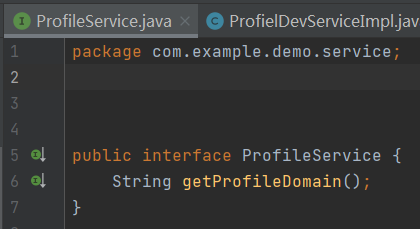 ProfileService.java ProfielDevServiceImpl.jav
1 package com.example.demo.service;
2
3
4
5 public interface ProfileService {
6 String getProfileDomain();
7 }